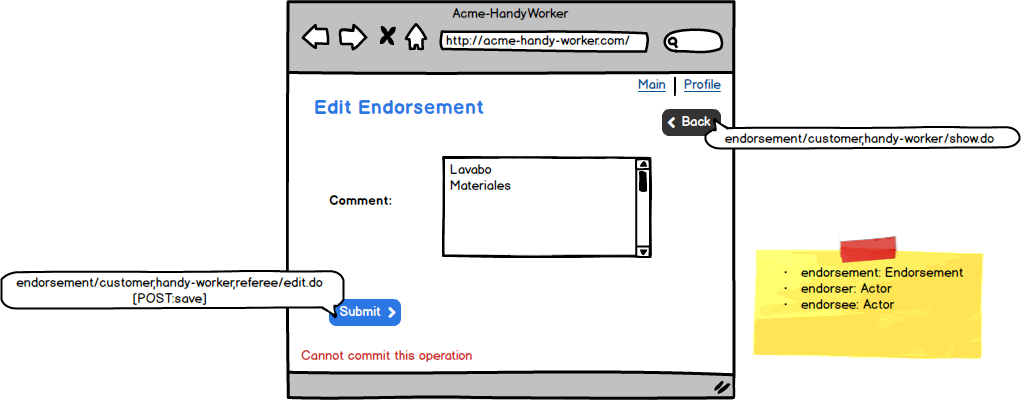 Acme-HandyWorker
http://acme-handy-worker.com/
Main Profile
Edit Endorsement
Back
endorsement/customer,handy-worker/show.do
Lavabo
Materiales
Comment:
endorsement/customer,handy-worker,referee/edit.do
[POST:save]
Submit
Cannot commit this operation
· endorsement: Endorsement
· endorser: Actor
· endorsee: Actor